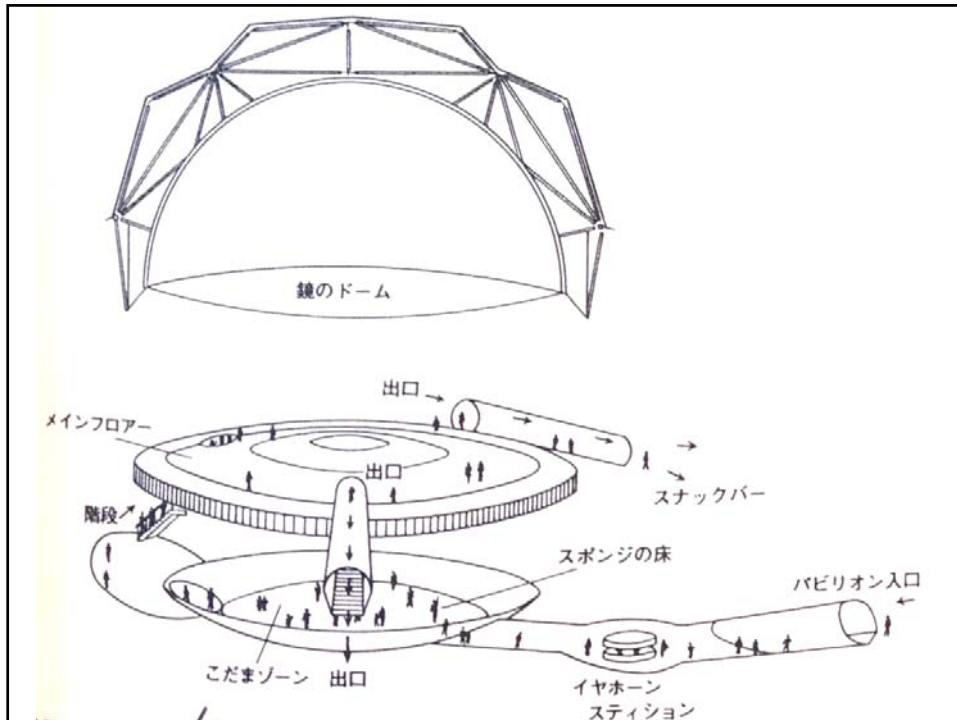 鏡のドーム
出口
メインフロアー
出口
スナックバー
階段
スポンジの床
パビリオン入口
こだまゾーン
出口
イヤホーン
スティション